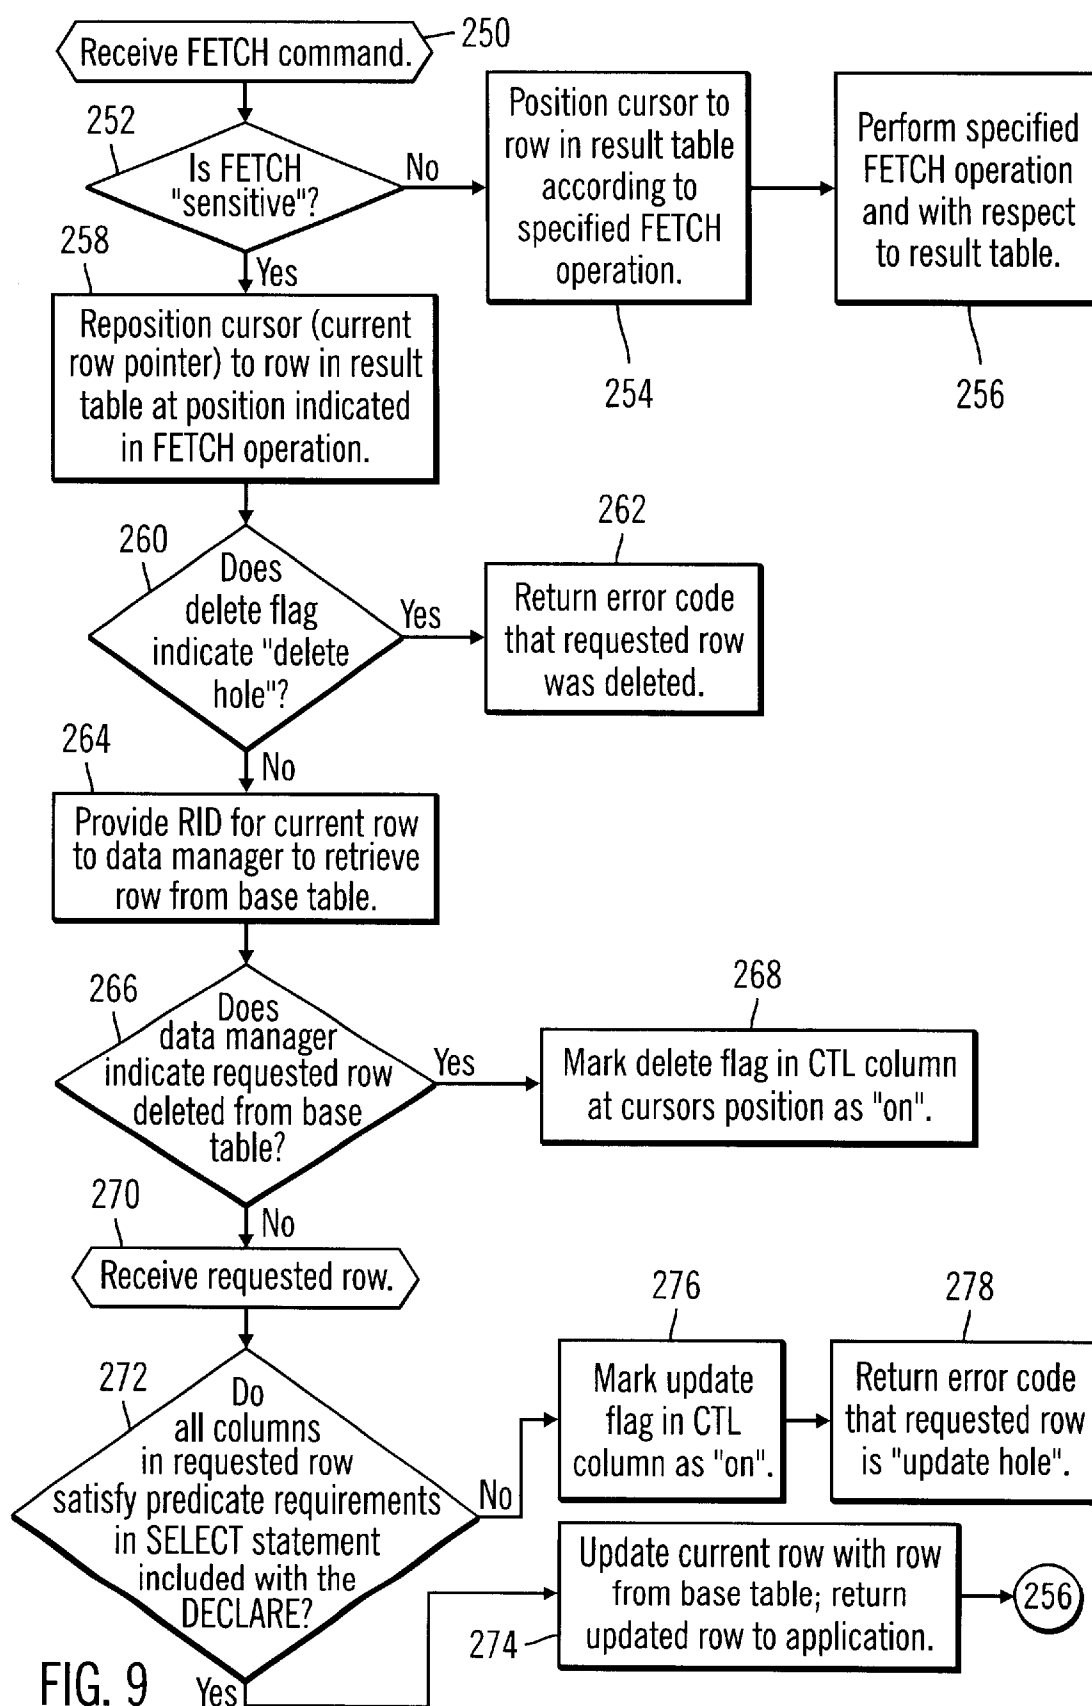 Receive FETCH command.
250
252
Is FETCH
"sensitive"?
No
Position cursor to
row in result table
according to
specified FETCH
operation.
254
Perform specified
FETCH operation
and with respect
to result table.
256
Yes
258
Reposition cursor (current
row pointer) to row in result
table at position indicated
in FETCH operation.
260
Does
delete flag
indicate "delete
hole"?
Yes
262
Return error code
that requested row
was deleted.
No
264
Provide RID for current row
to data manager to retrieve
row from base table.
266
Does
data manager
indicate requested row
deleted from base
table?
Yes
268
Mark delete flag in CTL column
at cursors position as "on".
No
270
Receive requested row.
272
Do
all columns
in requested row
satisfy predicate requirements
in SELECT statement
included with the
DECLARE?
No
276
Mark update
flag in CTL
column as "on".
278
Return error code
that requested row
is "update hole".
Yes
274
Update current row with row
from base table; return
updated row to application.
256
FIG. 9